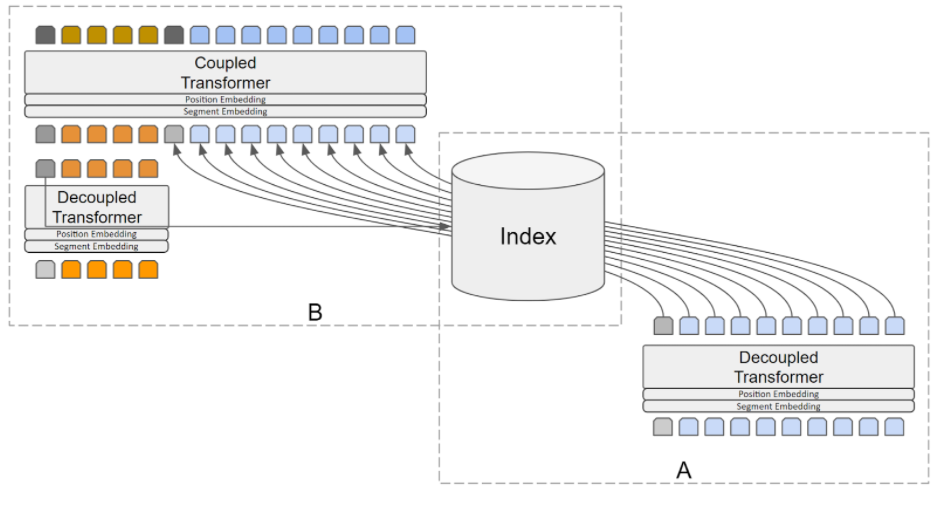 Coupled
Transformer
Position Embedding
Segment Embedding
Decoupled
Transformer
Position Embedding
Segment Embedding
B
Index
Decoupled
Transformer
Position Embedding
Segment Embedding
A